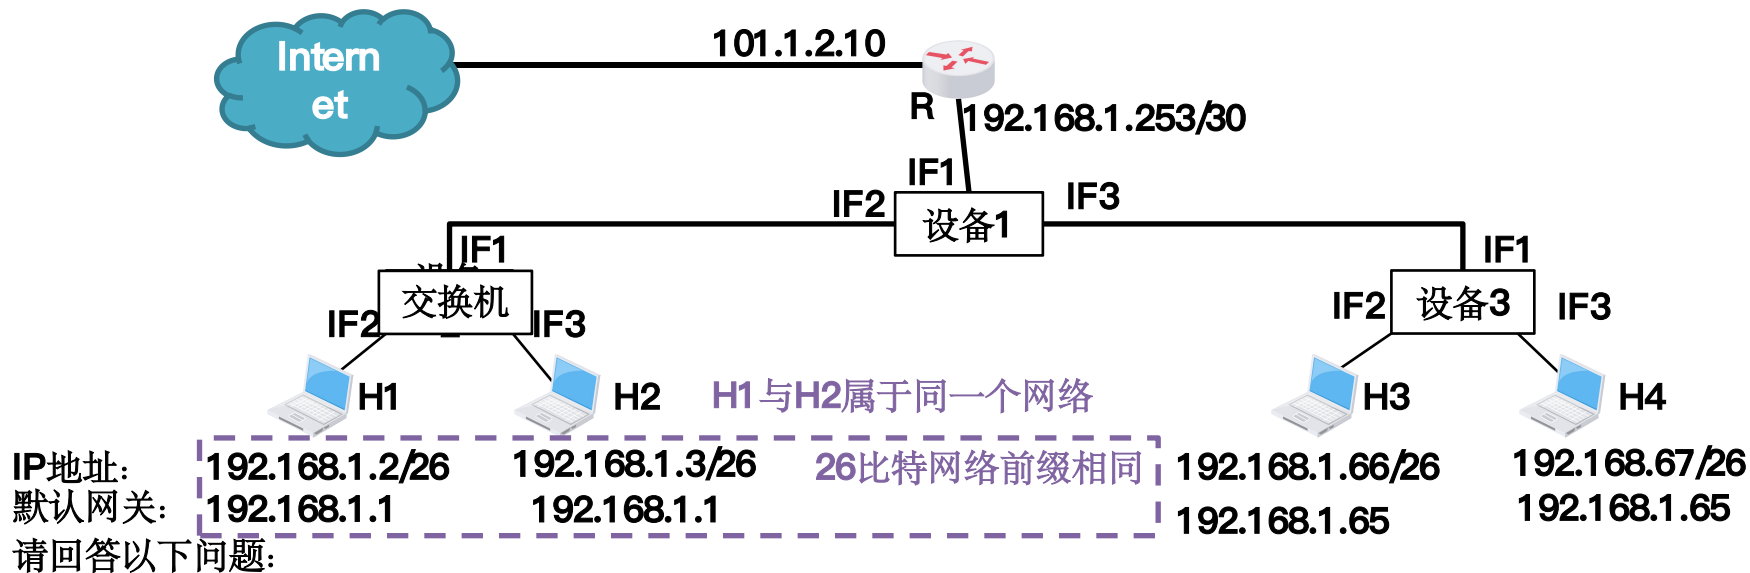 Intern
et
101.1.2.10
R
192.168.1.253/30
IF1
IF2
设备1
IF3
IF1
交换机
IF2
IF3
IF1
IF2
设备3
IF3
H1
H2
H1与H2属于同一个网络
H3
H4
IP地址：
192.168.1.2/26
192.168.1.3/26
26比特网络前缀相同
192.168.1.66/26
192.168.67/26
默认网关：
192.168.1.1
192.168.1.1
192.168.1.65
192.168.1.65
请回答以下问题：